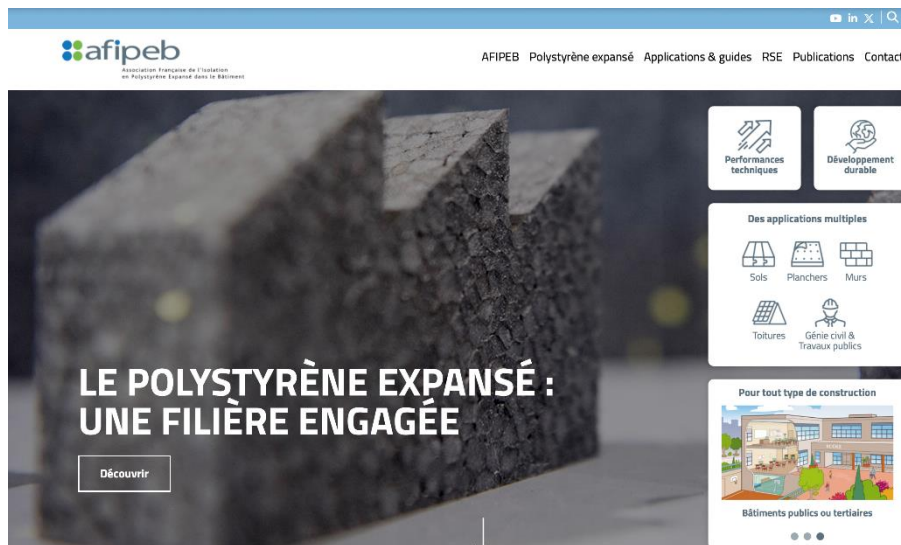 afipeb
Association Française de l'Isolation
en Polystyrène Expansé dans le Bâtiment
AFIPEB Polystyrène expansé Applications & guides RSE Publications Contact
LE POLYSTYRÈNE EXPANSÉ :
UNE FILIÈRE ENGAGÉE
Découvrir
Performances
techniques
Développement
durable
Des applications multiples
Sols Planchers Murs
Toitures Génie civil &
Travaux publics
Pour tout type de construction
Bâtiments publics ou tertiaires